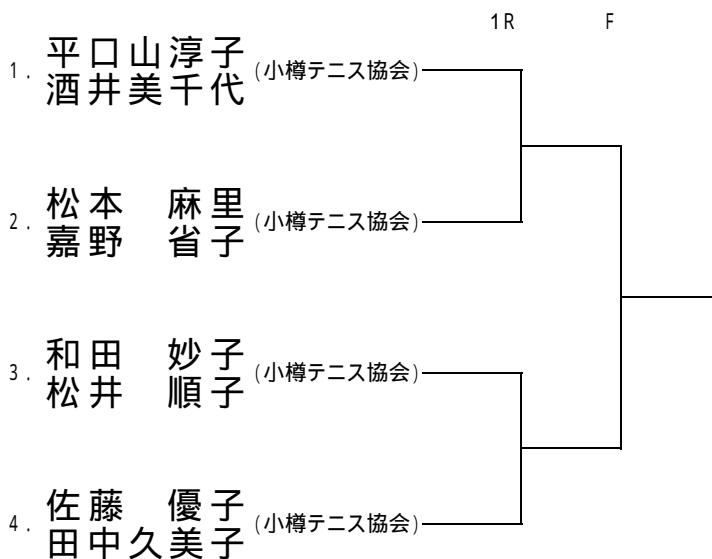 1R F
平口山淳子
1. (小樽テニス協会)
酒井美千代
松本 麻里
2. (小樽テニス協会)
嘉野 省子
和田 妙子
3. (小樽テニス協会)
松井 順子
佐藤 優子
4. (小樽テニス協会)
田中久美子